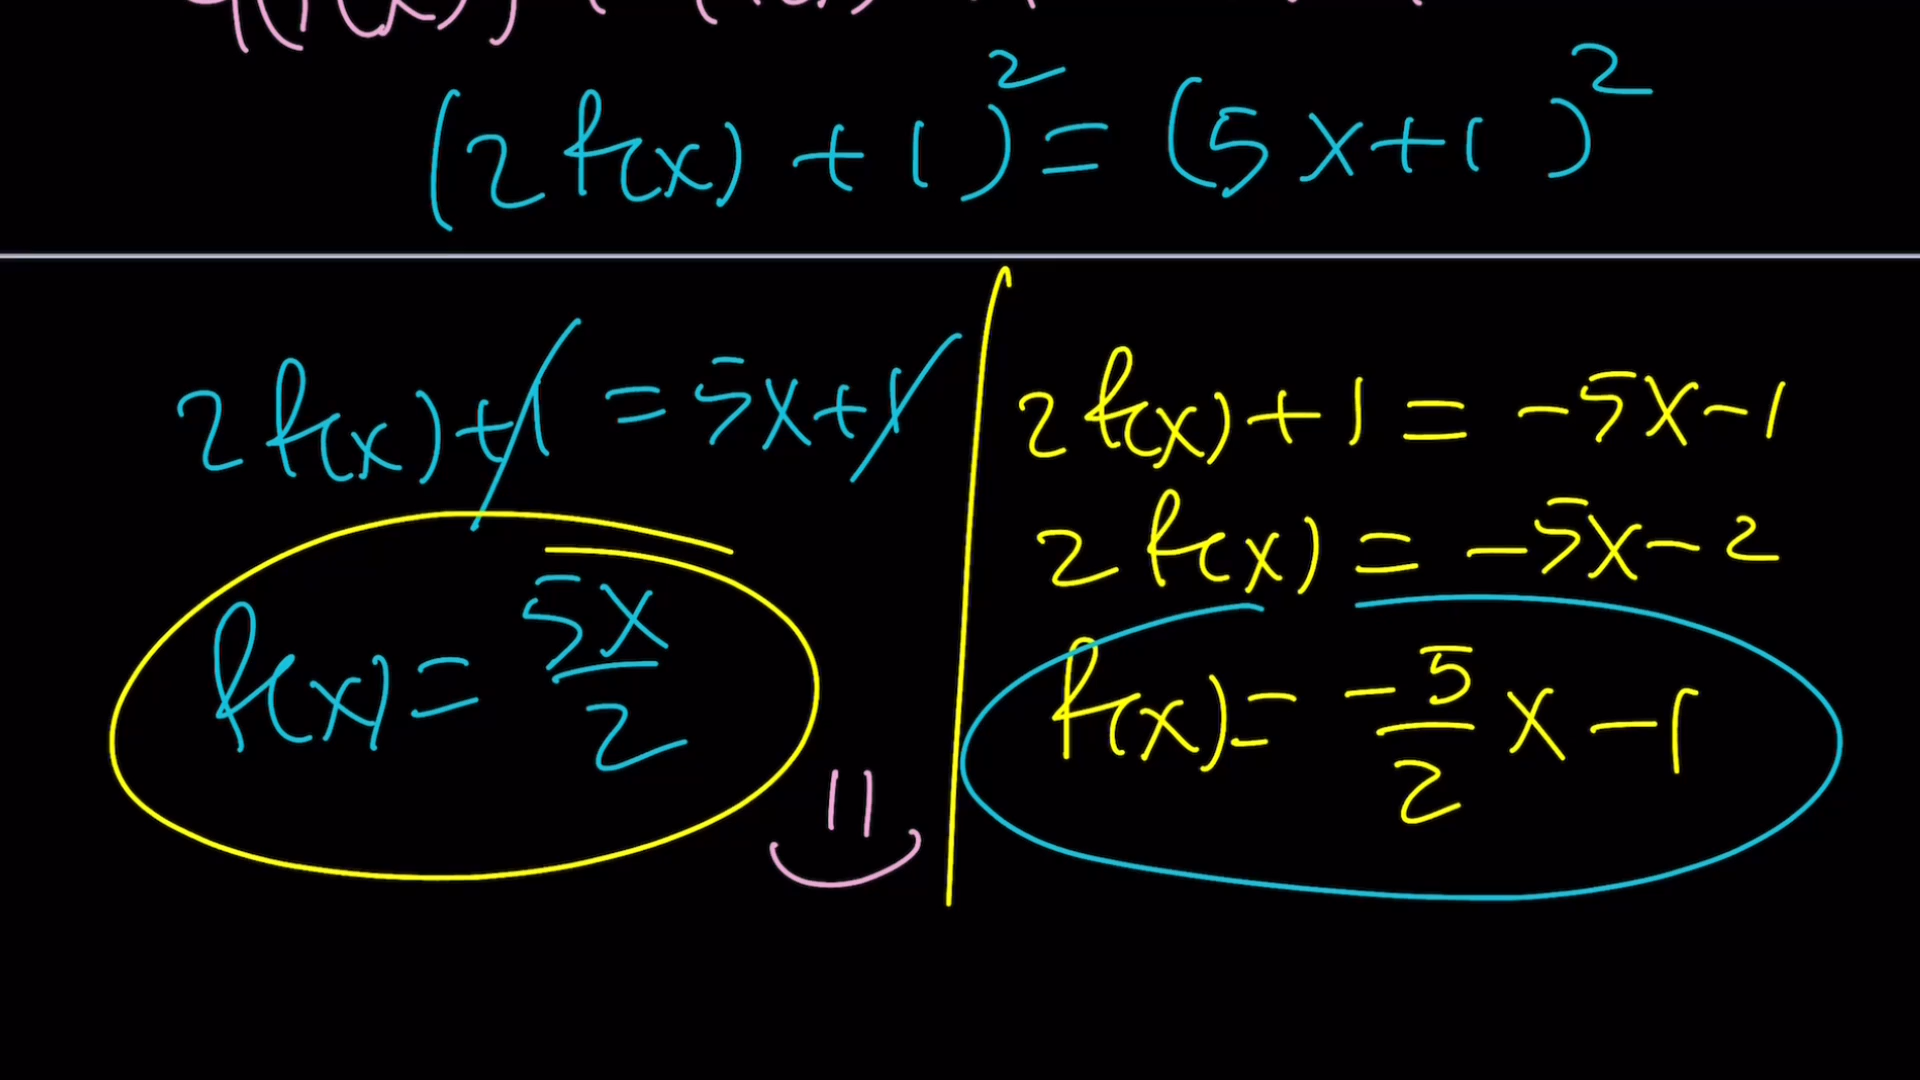 (2f(x) + 1)² = (5x+1)²
2f(x)+1 = 5x+1
f(x) = 5x/2
2f(x)+1 = -5x-1
2f(x) = -5x-2
f(x) = -5/2 x - 1